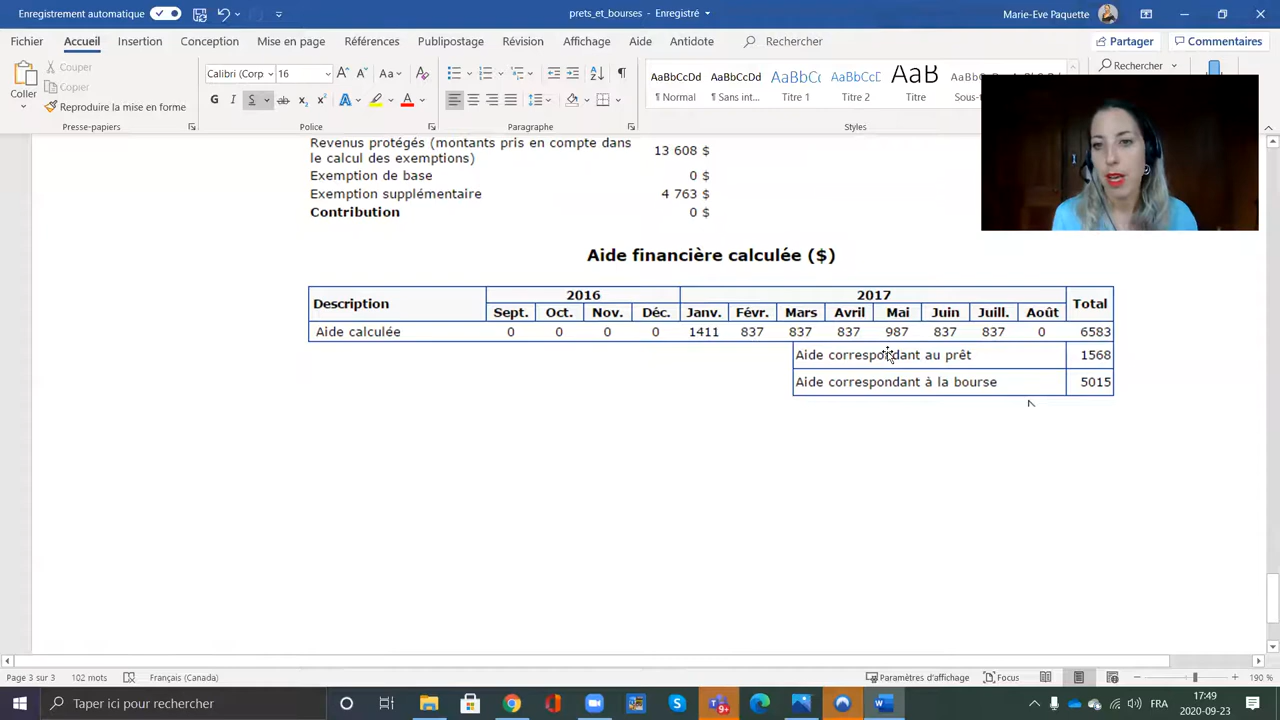 Enregistrement automatique
prets_et_bourses - Enregistré
Marie-Eve Paquette
Fichier Accueil Insertion Conception Mise en page Références Publipostage Révision Affichage Aide Antidote Rechercher Partager Commentaires
Coller
Couper
Copier
Reproduire la mise en forme
Presse-papiers
Calibri (Corp 16
G I S ab x₂ x² A A
Police
Paragraphe
AaBbCcDd AaBbCcDd AaBbCc AaBbCcD AaB AaBbCcD
¶ Normal ¶ Sans int... Titre 1 Titre 2 Titre Sous-t
Styles
Rechercher
Revenus protégés (montants pris en compte dans
le calcul des exemptions) 13 608 $
Exemption de base 0 $
Exemption supplémentaire 4 763 $
Contribution 0 $
Aide financière calculée ($)
Description 2016 2017 Total
Sept. Oct. Nov. Déc. Janv. Févr. Mars Avril Mai Juin Juill. Août
Aide calculée 0 0 0 0 1411 837 837 837 987 837 837 0 6583
Aide correspondant au prêt 1568
Aide correspondant à la bourse 5015
Page 3 sur 3 102 mots Français (Canada) Paramètres d'affichage Focus 190 %
Taper ici pour rechercher
FRA
17:49
2020-09-23